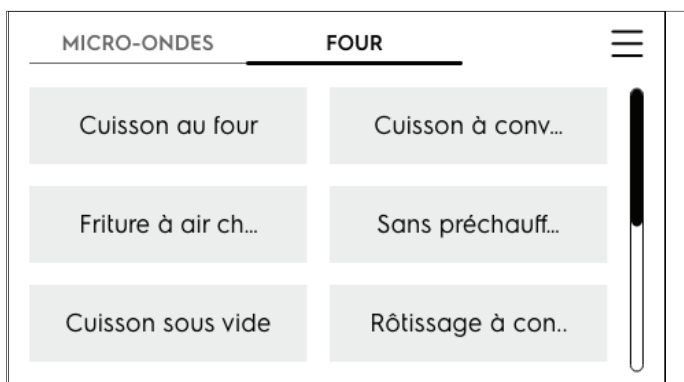 MICRO-ONDES FOUR
Cuisson au four Cuisson à conv...
Friture à air ch... Sans préchauff...
Cuisson sous vide Rôtissage à con..